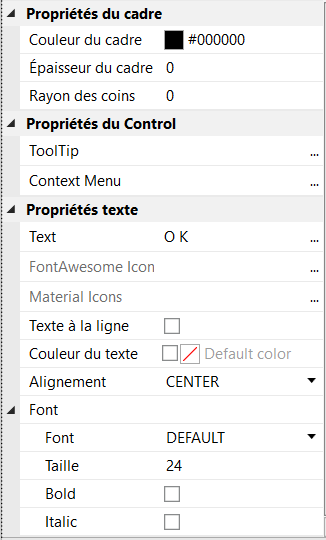 Propriétés du cadre
Couleur du cadre #000000
Épaisseur du cadre 0
Rayon des coins 0
Propriétés du Control
ToolTip ...
Context Menu ...
Propriétés texte
Text O K
FontAwesome Icon ...
Material Icons ...
Texte à la ligne
Couleur du texte Default color
Alignement CENTER
Font
Font DEFAULT
Taille 24
Bold
Italic